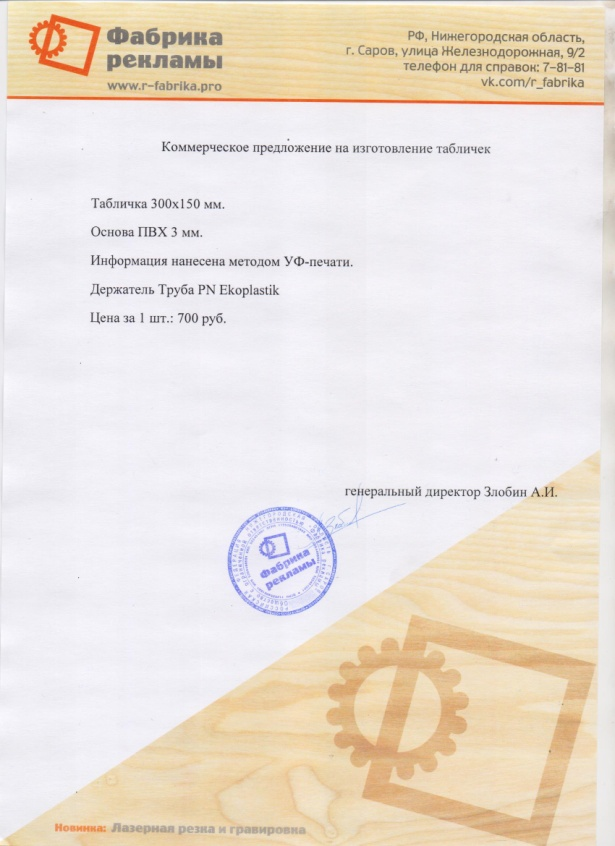 Фабрика
рекламы
www.r-fabrika.pro
РФ, Нижегородская область,
г. Саров, улица Железнодорожная, 9/2
телефон для справок: 7-81-81
vk.com/r_fabrika
Коммерческое предложение на изготовление табличек
Табличка 300х150 мм.
Основа ПВХ 3 мм.
Информация нанесена методом УФ-печати.
Держатель Труба PN Ekoplastik
Цена за 1 шт.: 700 руб.
генеральный директор Злобин А.И.
Фабрика
рекламы
Новинка: Лазерная резка и гравировка